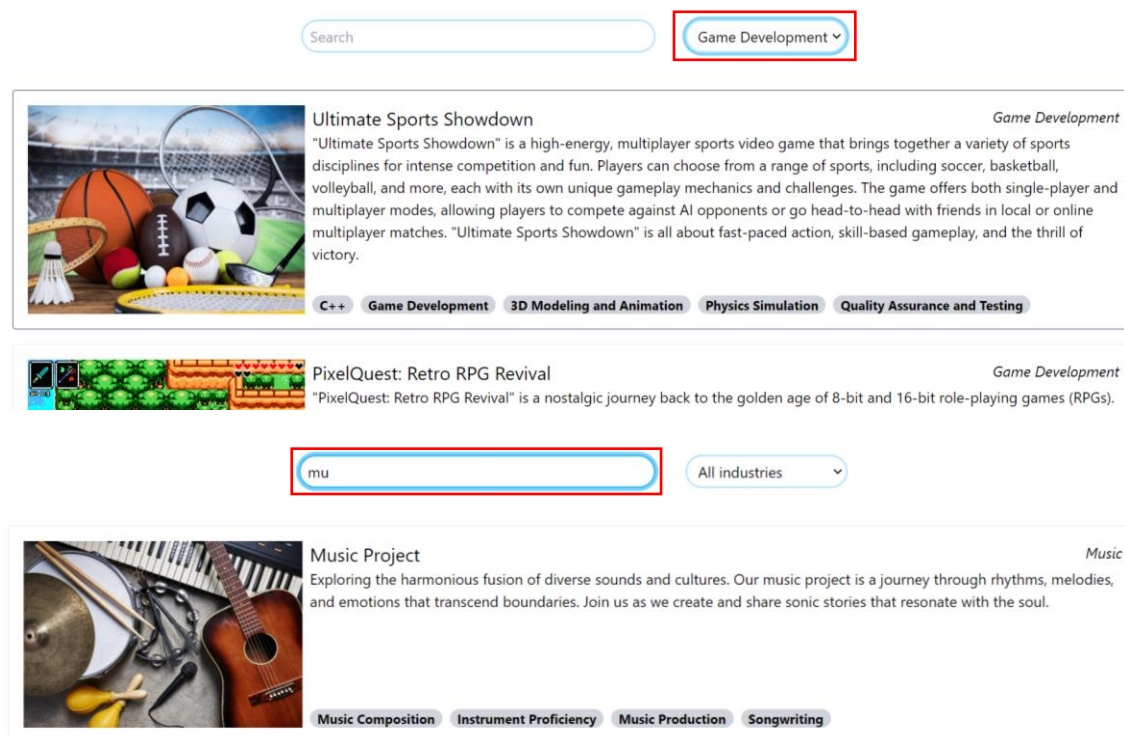 Search
Game Development
Ultimate Sports Showdown
Game Development
"Ultimate Sports Showdown" is a high-energy, multiplayer sports video game that brings together a variety of sports
disciplines for intense competition and fun. Players can choose from a range of sports, including soccer, basketball,
volleyball, and more, each with its own unique gameplay mechanics and challenges. The game offers both single-player and
multiplayer modes, allowing players to compete against AI opponents or go head-to-head with friends in local or online
multiplayer matches. "Ultimate Sports Showdown" is all about fast-paced action, skill-based gameplay, and the thrill of
victory.
C++ Game Development 3D Modeling and Animation Physics Simulation Quality Assurance and Testing
PixelQuest: Retro RPG Revival
Game Development
"PixelQuest: Retro RPG Revival" is a nostalgic journey back to the golden age of 8-bit and 16-bit role-playing games (RPGs).
mu
All industries
Music Project
Music
Exploring the harmonious fusion of diverse sounds and cultures. Our music project is a journey through rhythms, melodies,
and emotions that transcend boundaries. Join us as we create and share sonic stories that resonate with the soul.
Music Composition Instrument Proficiency Music Production Songwriting